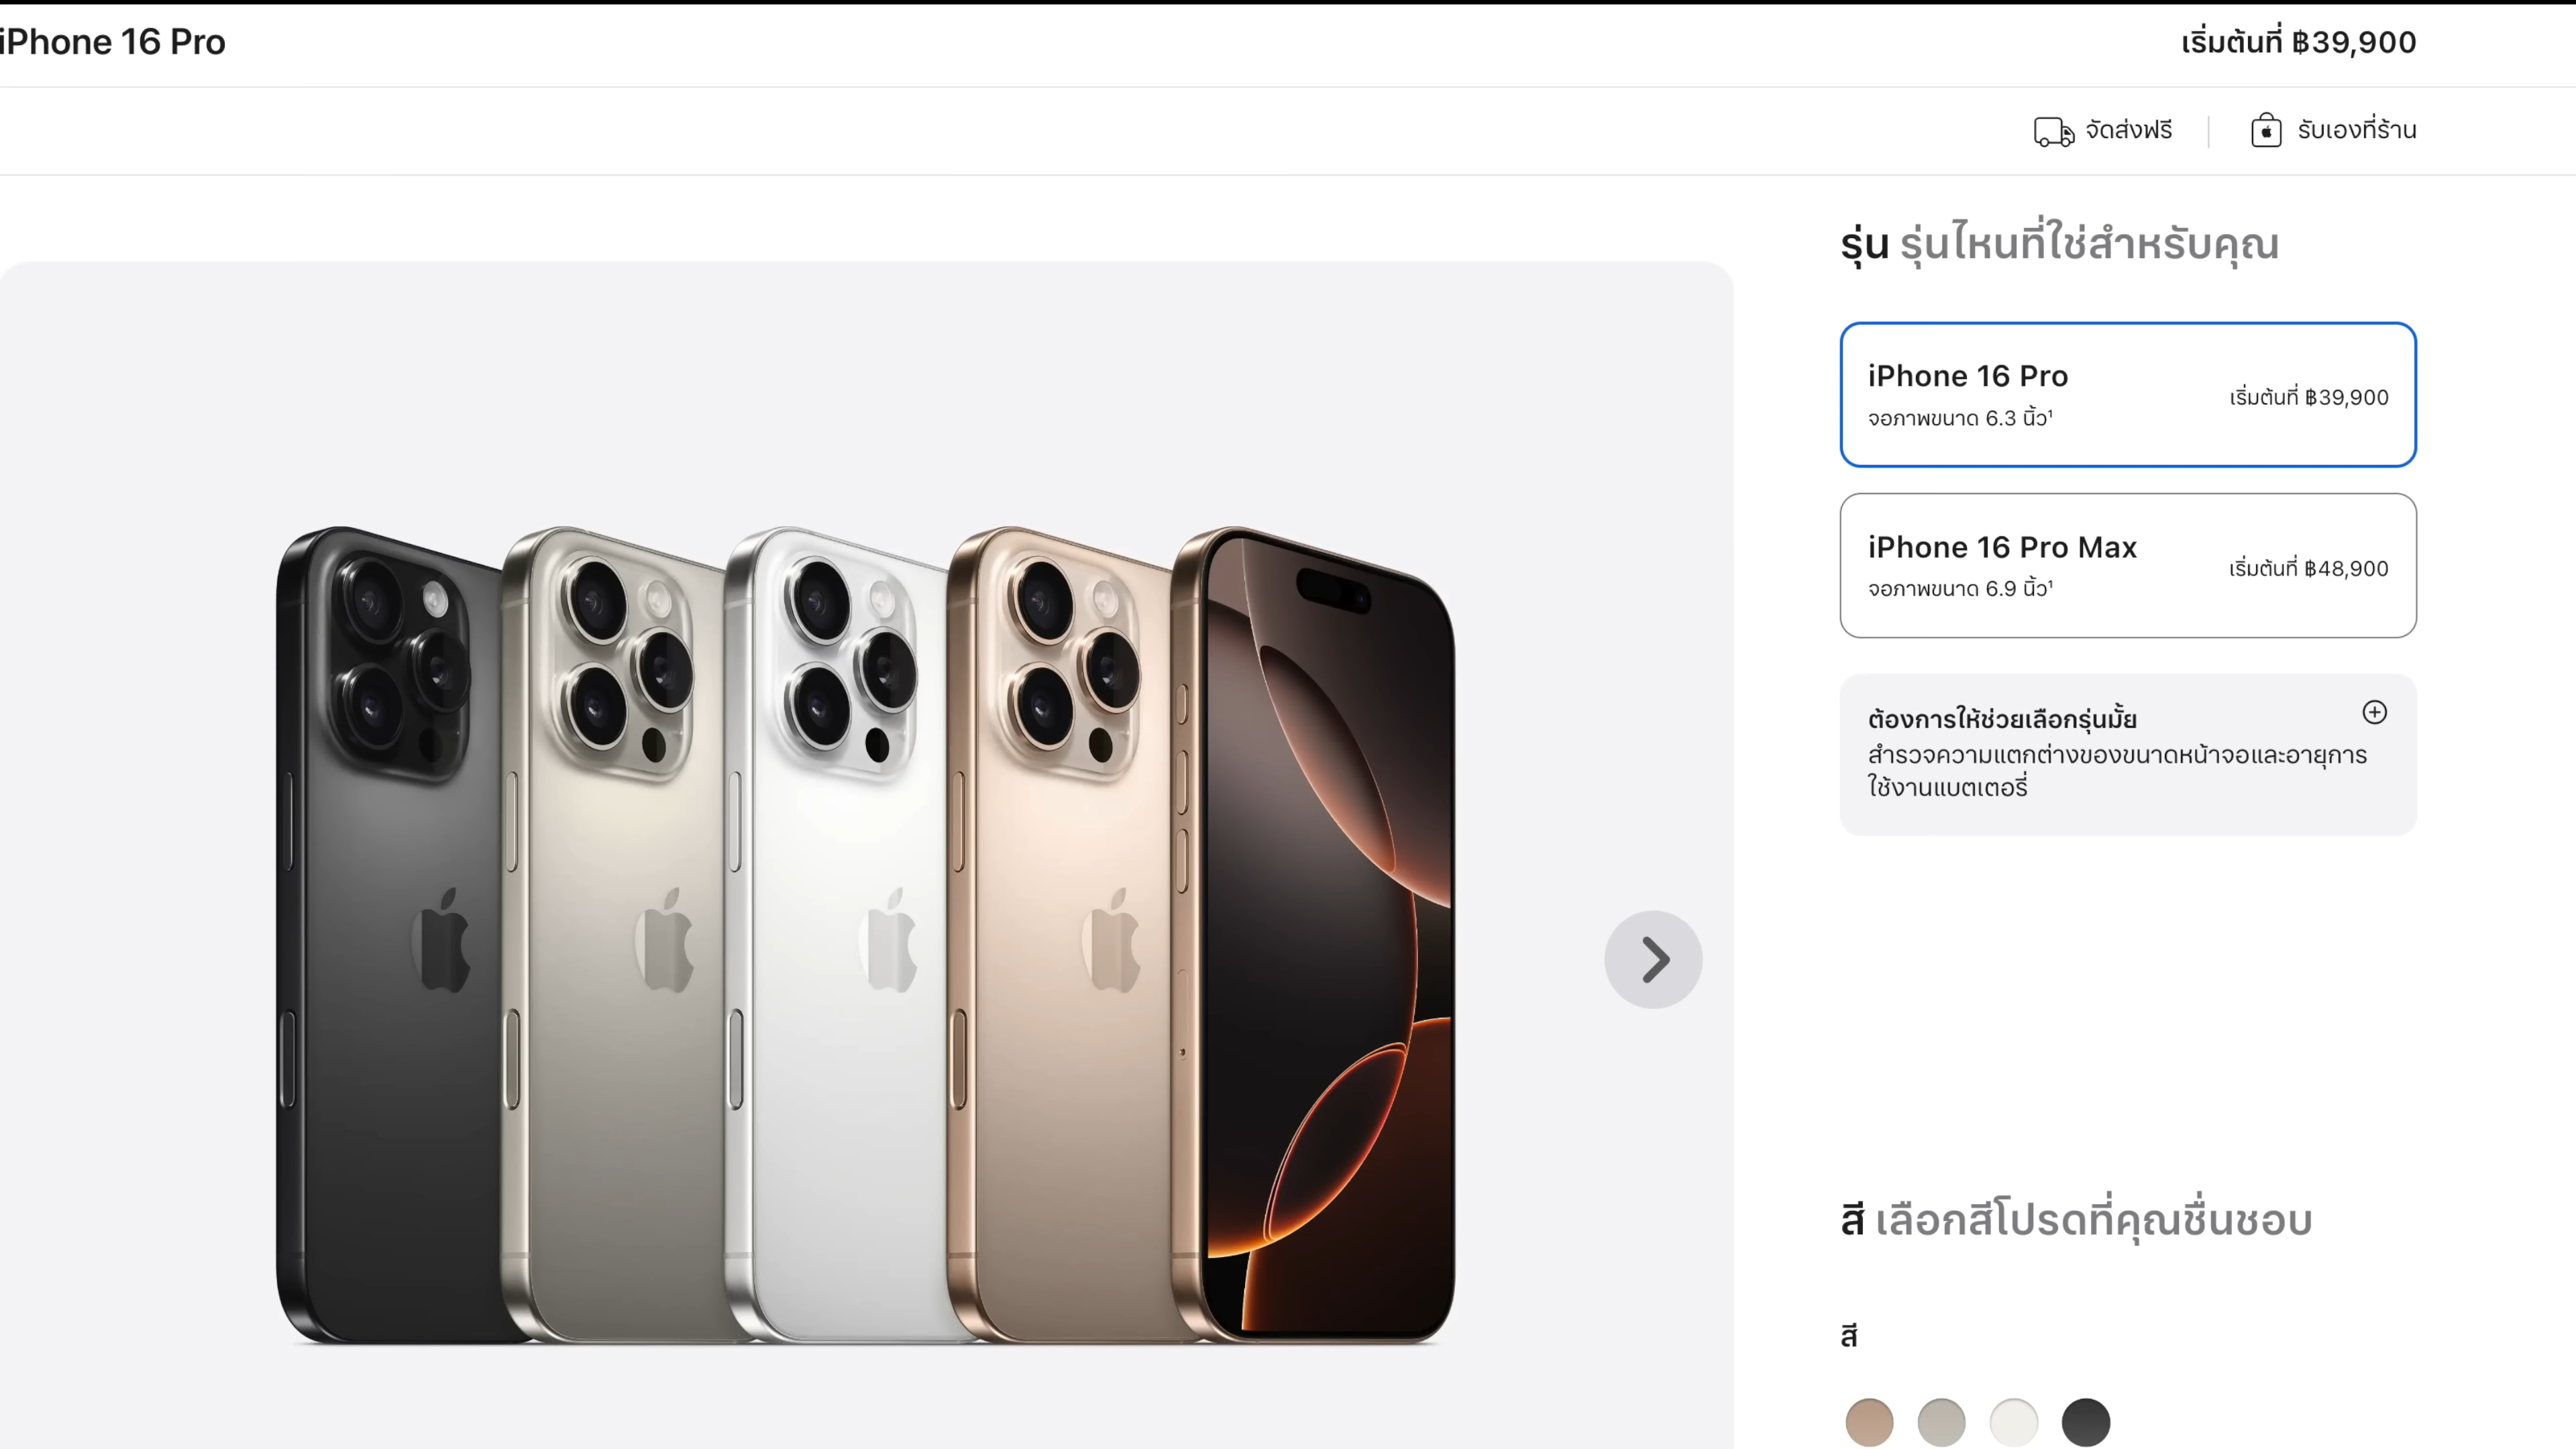 iPhone 16 Pro
เริ่มต้นที่ ฿39,900
จัดส่งฟรี
รับเองที่ร้าน
รุ่น รุ่นไหนที่ใช่สำหรับคุณ
iPhone 16 Pro
จอภาพขนาด 6.3 นิ้ว¹
เริ่มต้นที่ ฿39,900
iPhone 16 Pro Max
จอภาพขนาด 6.9 นิ้ว¹
เริ่มต้นที่ ฿48,900
ต้องการให้ช่วยเลือกรุ่นมั้ย
สำรวจความแตกต่างของขนาดหน้าจอและอายุการ
ใช้งานแบตเตอรี่
สี เลือกสีโปรดที่คุณชื่นชอบ
สี